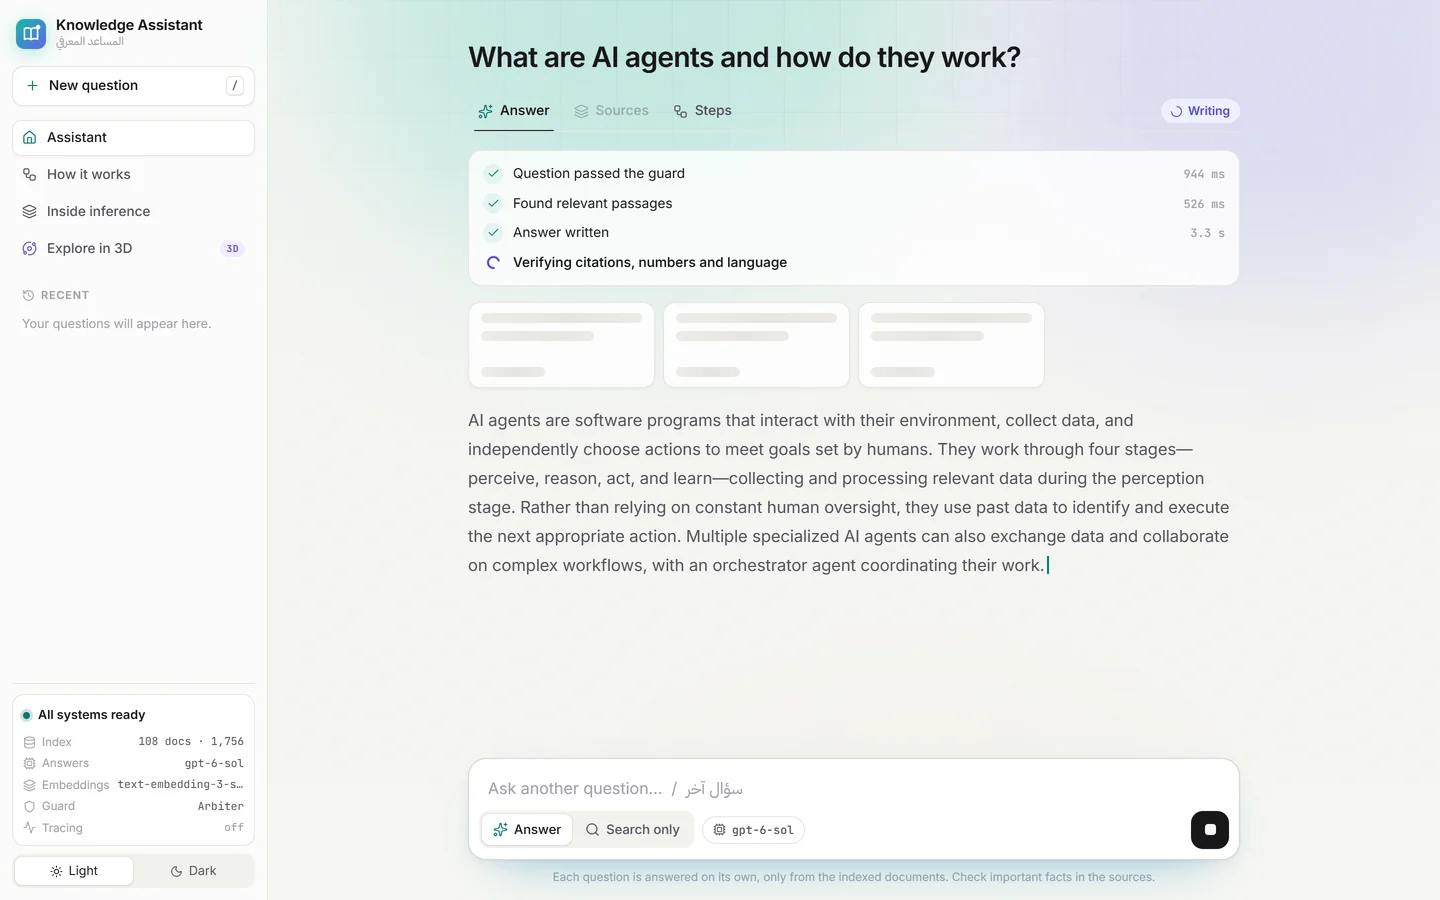 Knowledge Assistant
المساعد المعرفي
New question
/
Assistant
How it works
Inside inference
Explore in 3D
3D
RECENT
Your questions will appear here.
All systems ready
Index
108 docs · 1,756
Answers
gpt-6-sol
Embeddings
text-embedding-3-s…
Guard
Arbiter
Tracing
off
Light
Dark
What are AI agents and how do they work?
Answer
Sources
Steps
Writing
Question passed the guard
944 ms
Found relevant passages
526 ms
Answer written
3.3 s
Verifying citations, numbers and language
AI agents are software programs that interact with their environment, collect data, and
independently choose actions to meet goals set by humans. They work through four stages—
perceive, reason, act, and learn—collecting and processing relevant data during the perception
stage. Rather than relying on constant human oversight, they use past data to identify and execute
the next appropriate action. Multiple specialized AI agents can also exchange data and collaborate
on complex workflows, with an orchestrator agent coordinating their work.
Ask another question… / سؤال آخر
Answer
Search only
gpt-6-sol
Each question is answered on its own, only from the indexed documents. Check important facts in the sources.